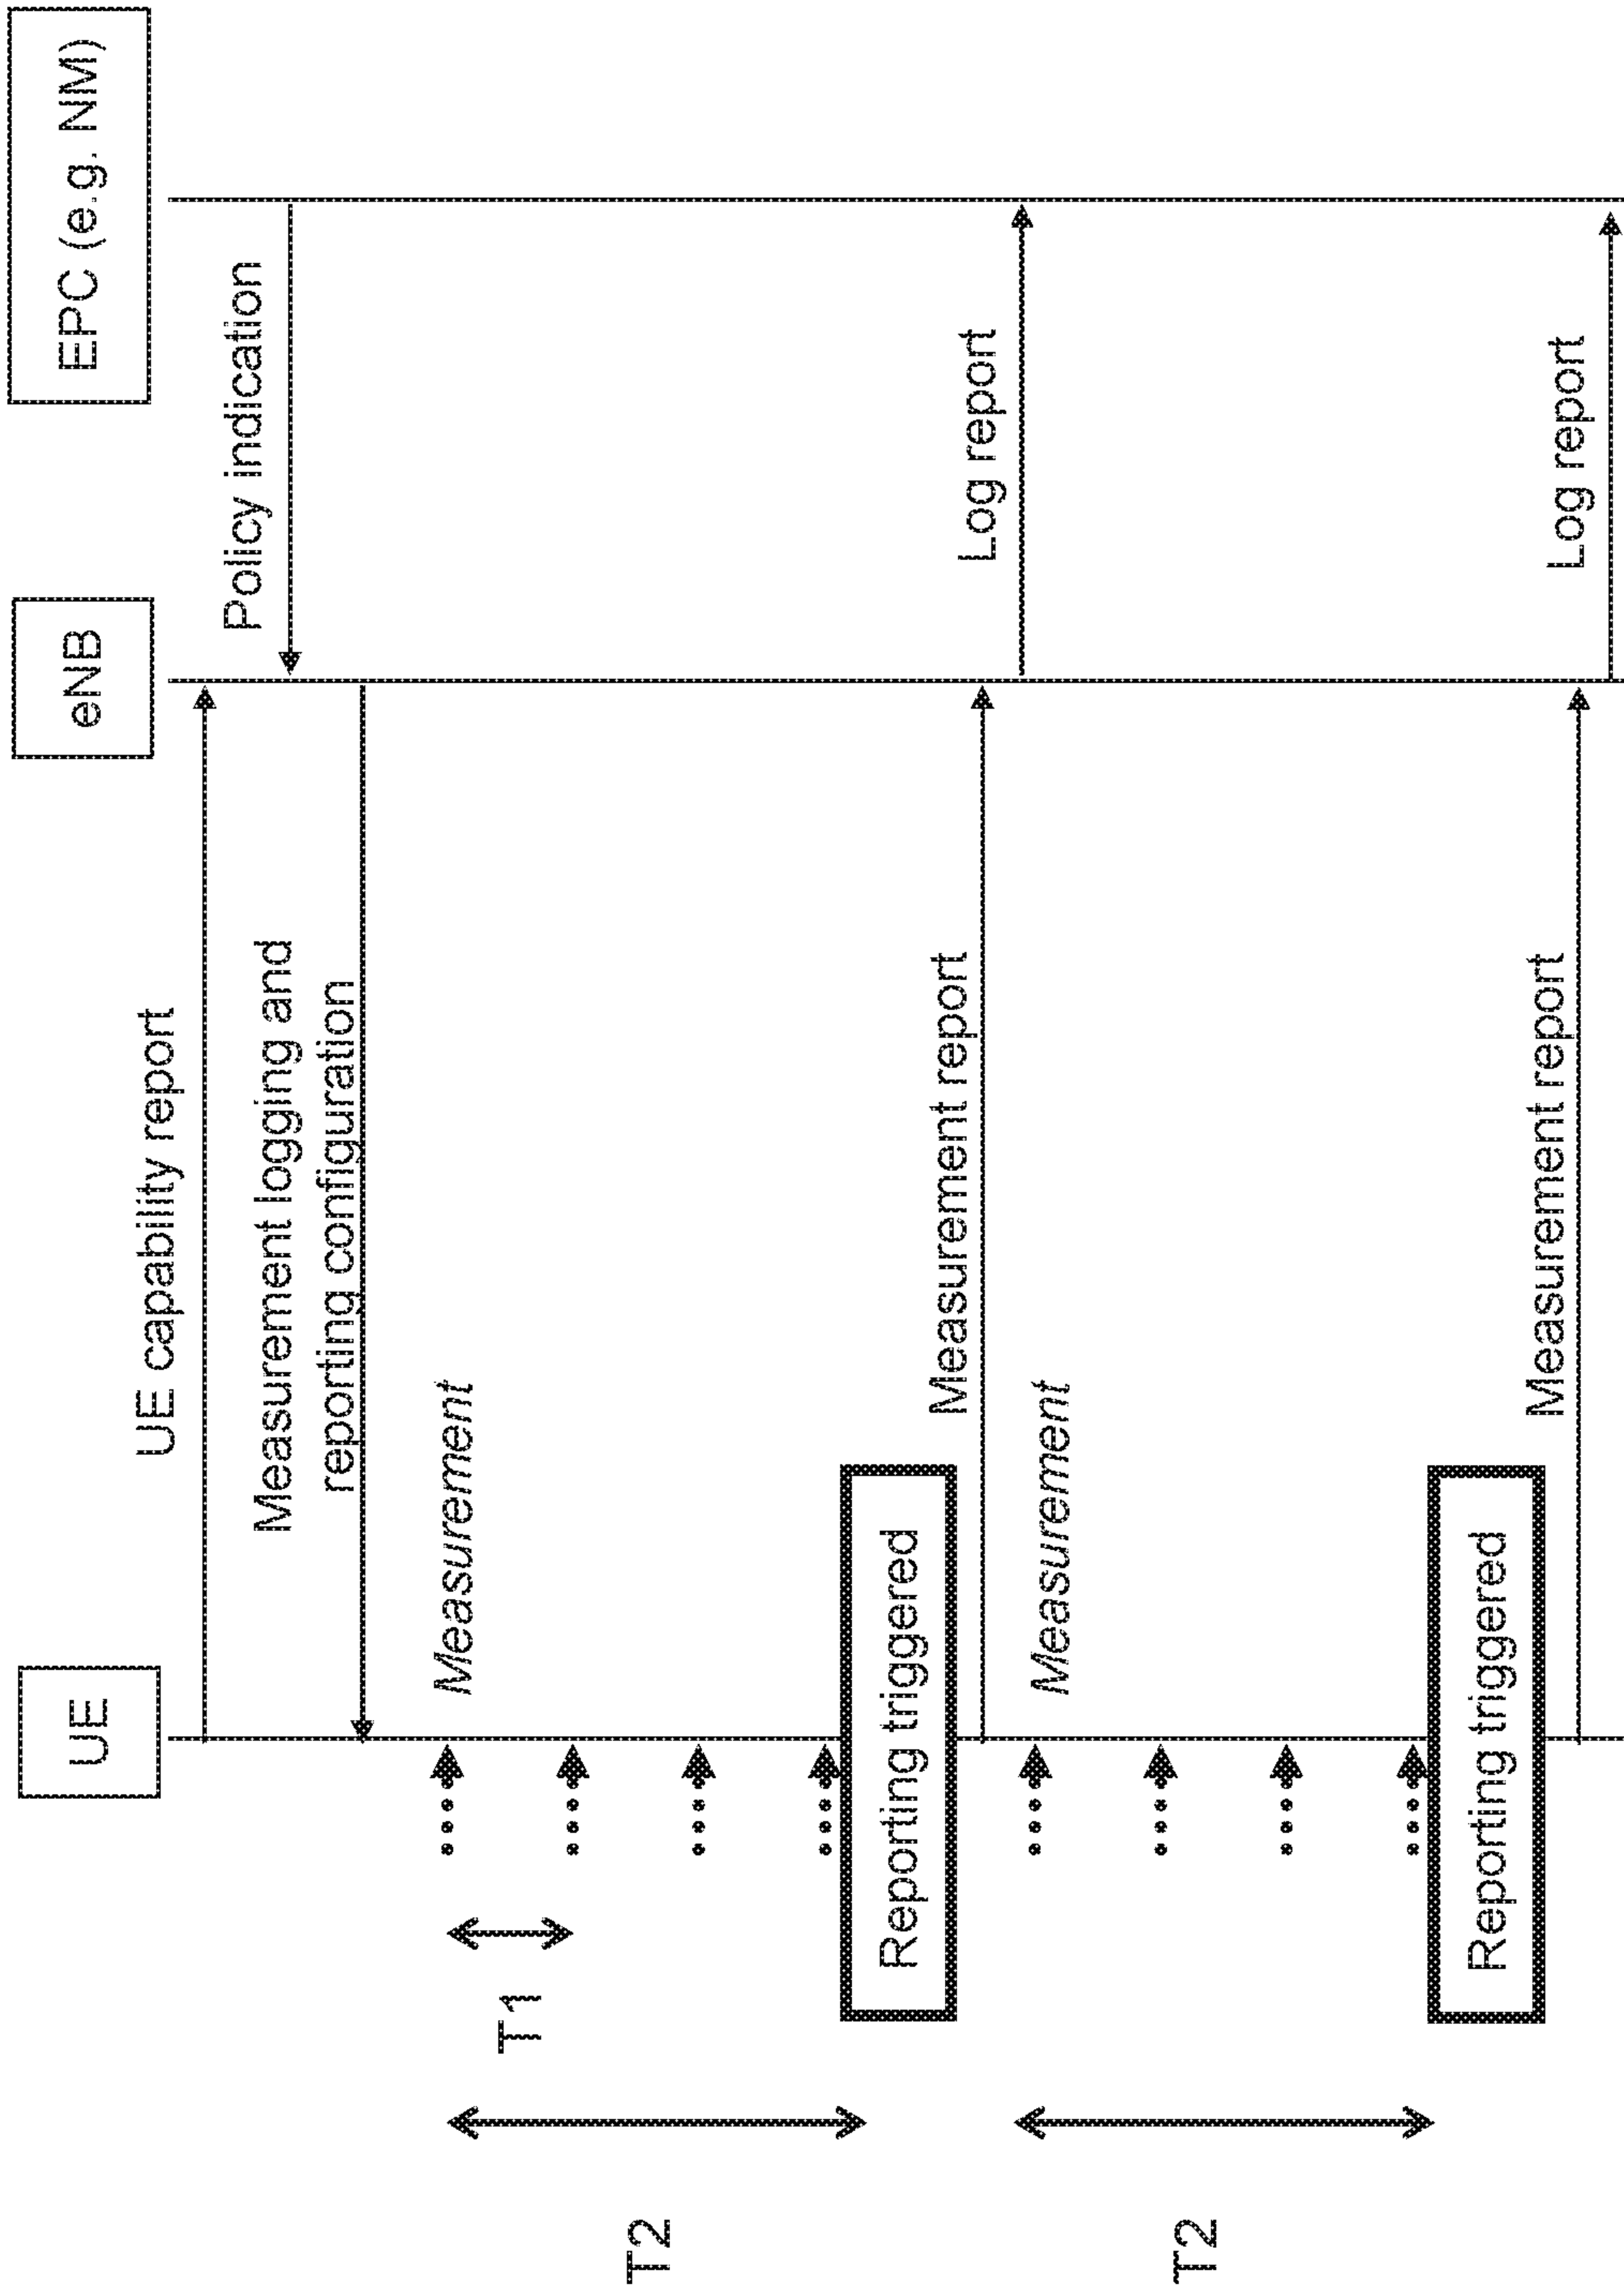 UE
eNB
EPC (e.g. NM)
UE capability report
Policy indication
Measurement logging and
reporting configuration
Measurement
T1
T2
Reporting triggered
Measurement report
Log report
Measurement
T2
Reporting triggered
Measurement report
Log report